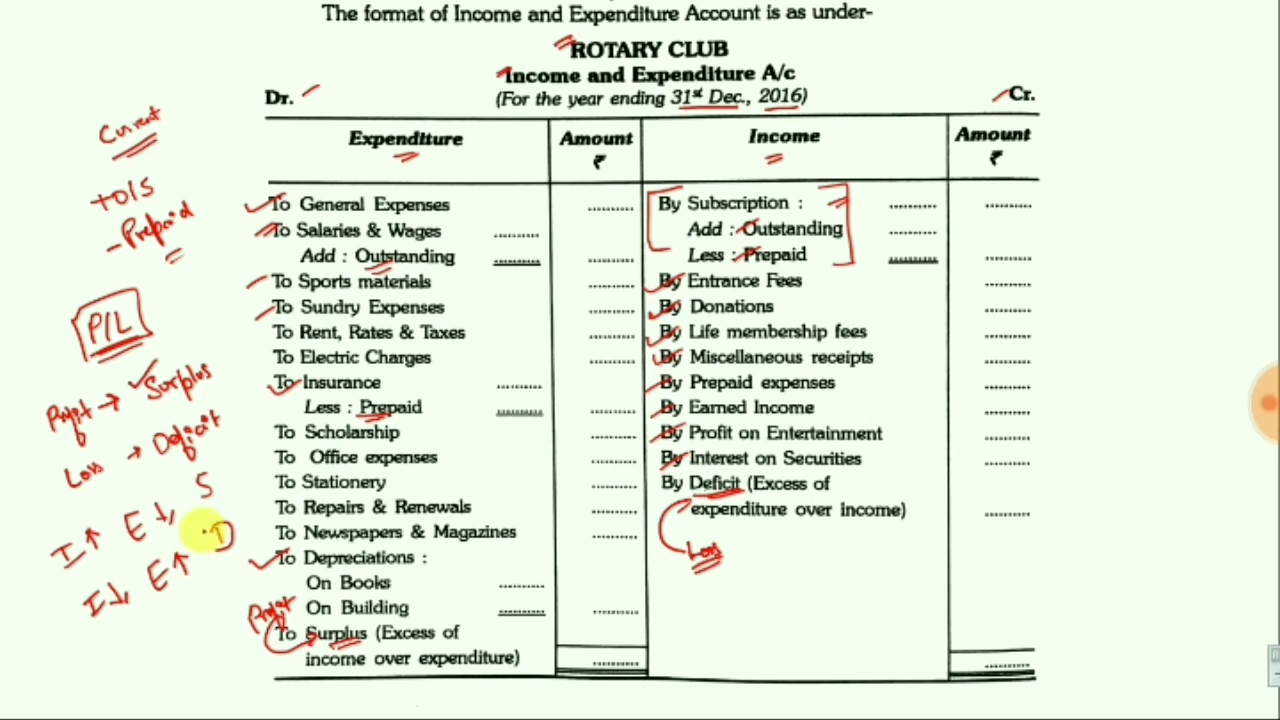 The format of Income and Expenditure Account is as under-
ROTARY CLUB
Income and Expenditure A/c
Dr. (For the year ending 31st Dec., 2016) Cr.
Expenditure Amount ₹ Income Amount ₹
To General Expenses .......... By Subscription : .......... ..........
To Salaries & Wages .......... Add : Outstanding ..........
Add : Outstanding .......... .......... Less : Prepaid .......... ..........
To Sports materials .......... By Entrance Fees ..........
To Sundry Expenses .......... By Donations ..........
To Rent, Rates & Taxes .......... By Life membership fees ..........
To Electric Charges .......... By Miscellaneous receipts ..........
To Insurance .......... By Prepaid expenses ..........
Less : Prepaid .......... .......... By Earned Income ..........
To Scholarship .......... By Profit on Entertainment ..........
To Office expenses .......... By Interest on Securities ..........
To Stationery .......... By Deficit (Excess of
To Repairs & Renewals .......... expenditure over income) ..........
To Newspapers & Magazines ..........
To Depreciations :
On Books ..........
On Building .......... ..........
To Surplus (Excess of
income over expenditure) .......... ..........
Current
+O/S
-Prepaid
P/L
Profit → Surplus
Loss → Deficit
I↑ E↓, S
I↓, E↑ D
Profit
Loss